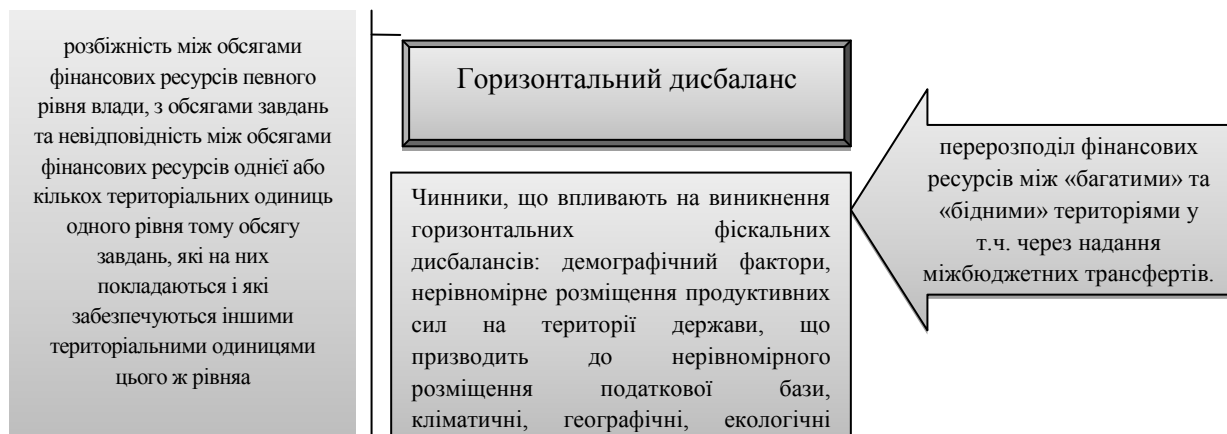 розбіжність між обсягами
фінансових ресурсів певного
рівня влади, з обсягами завдань
та невідповідність між обсягами
фінансових ресурсів однієї або
кількох територіальних одиниць
одного рівня тому обсягу
завдань, які на них
покладаються і які
забезпечуються іншими
територіальними одиницями
цього ж рівняа
Горизонтальний дисбаланс
Чинники, що впливають на виникнення
горизонтальних фіскальних
дисбалансів: демографічний фактори,
нерівномірне розміщення продуктивних
сил на території держави, що
призводить до нерівномірного
розміщення податкової бази,
кліматичні, географічні, екологічні
перерозподіл фінансових
ресурсів між «багатими» та
«бідними» територіями у
т.ч. через надання
міжбюджетних трансфертів.